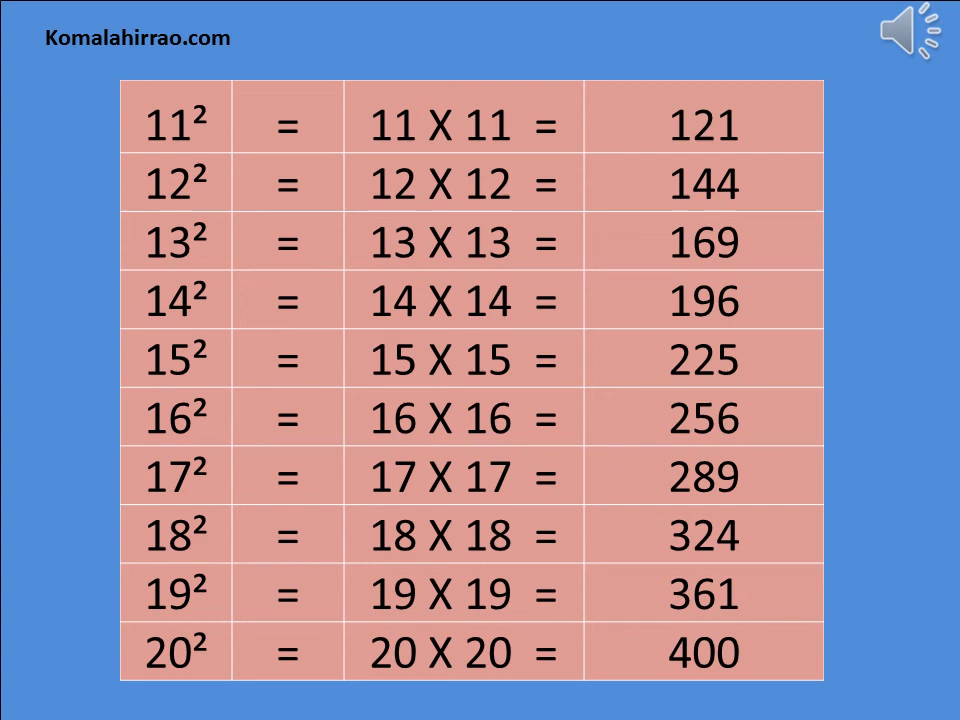 Komalahirrao.com
11² = 11 X 11 = 121
12² = 12 X 12 = 144
13² = 13 X 13 = 169
14² = 14 X 14 = 196
15² = 15 X 15 = 225
16² = 16 X 16 = 256
17² = 17 X 17 = 289
18² = 18 X 18 = 324
19² = 19 X 19 = 361
20² = 20 X 20 = 400